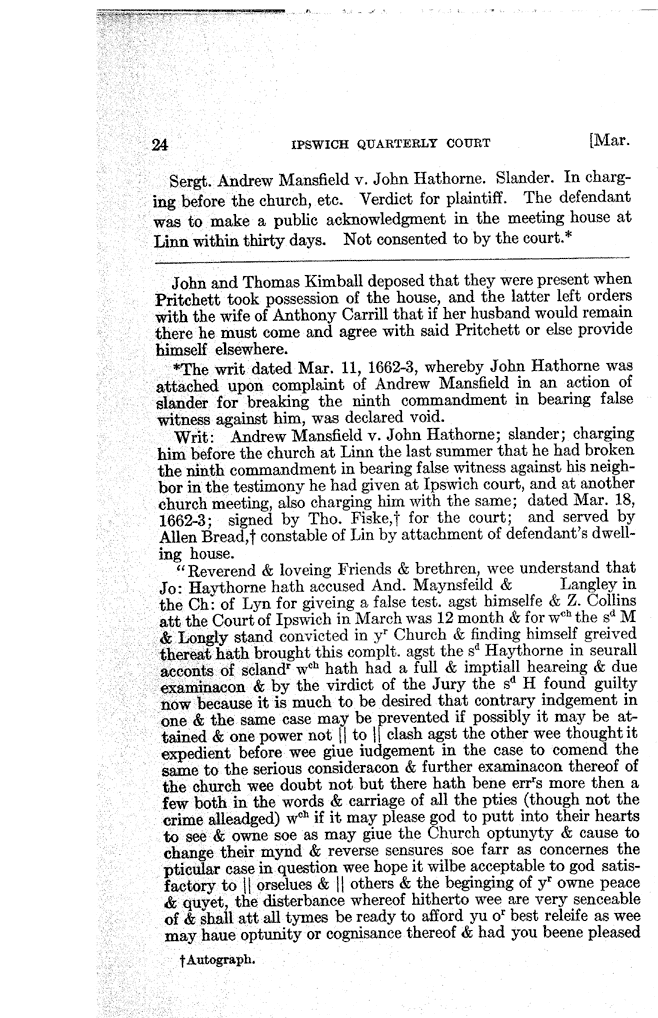 24 IPSWICH QUARTERLY COURT [Mar.
Sergt. Andrew Mansfield v. John Hathorne. Slander. In charg-
ing before the church, etc. Verdict for plaintiff. The defendant
was to make a public acknowledgment in the meeting house at
Linn within thirty days. Not consented to by the court.*
John and Thomas Kimball deposed that they were present when
Pritchett took possession of the house, and the latter left orders
with the wife of Anthony Carrill that if her husband would remain
there he must come and agree with said Pritchett or else provide
himself elsewhere.
*The writ dated Mar. 11, 1662-3, whereby John Hathorne was
attached upon complaint of Andrew Mansfield in an action of
slander for breaking the ninth commandment in bearing false
witness against him, was declared void.
Writ: Andrew Mansfield v. John Hathorne; slander; charging
him before the church at Linn the last summer that he had broken
the ninth commandment in bearing false witness against his neigh-
bor in the testimony he had given at Ipswich court, and at another
church meeting, also charging him with the same; dated Mar. 18,
1662-3; signed by Tho. Fiske,† for the court; and served by
Allen Bread,† constable of Lin by attachment of defendant's dwell-
ing house.
"Reverend & loveing Friends & brethren, wee understand that
Jo: Haythorne hath accused And. Maynsfeild & Langley in
the Ch: of Lyn for giveing a false test. agst himselfe & Z. Collins
att the Court of Ipswich in March was 12 month & for wch the sd M
& Longly stand convicted in yr Church & finding himself greived
thereat hath brought this complt. agst the sd Haythorne in seurall
acconts of sclandr wch hath had a full & imptiall heareing & due
examinacon & by the virdict of the Jury the sd H found guilty
now because it is much to be desired that contrary indgement in
one & the same case may be prevented if possibly it may be at-
tained & one power not || to || clash agst the other wee thought it
expedient before wee giue iudgement in the case to comend the
same to the serious consideracon & further examinacon thereof of
the church wee doubt not but there hath bene errrs more then a
few both in the words & carriage of all the pties (though not the
crime alleadged) wch if it may please god to putt into their hearts
to see & owne soe as may giue the Church optunyty & cause to
change their mynd & reverse sensures soe farr as concernes the
pticular case in question wee hope it wilbe acceptable to god satis-
factory to || orselues & || others & the beginging of yr owne peace
& quyet, the disterbance whereof hitherto wee are very senceable
of & shall att all tymes be ready to afford yu or best releife as wee
may haue optunity or cognisance thereof & had you beene pleased
†Autograph.